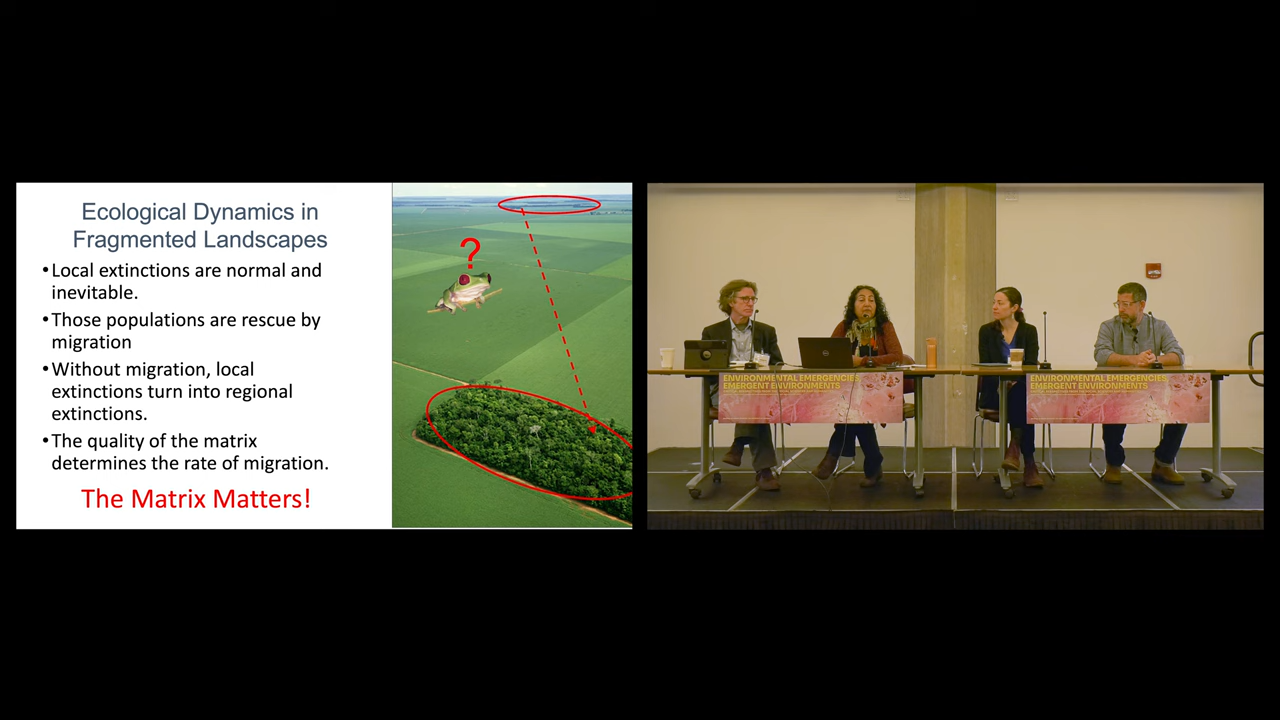 Ecological Dynamics in
Fragmented Landscapes
•Local extinctions are normal and
inevitable.
•Those populations are rescue by
migration
•Without migration, local
extinctions turn into regional
extinctions.
•The quality of the matrix
determines the rate of migration.
The Matrix Matters!
?
ENVIRONMENTAL EMERGENCIES
EMERGENT ENVIRONMENTS
ENVIRONMENTAL EMERGENCIES
EMERGENT ENVIRONMENTS
DELL